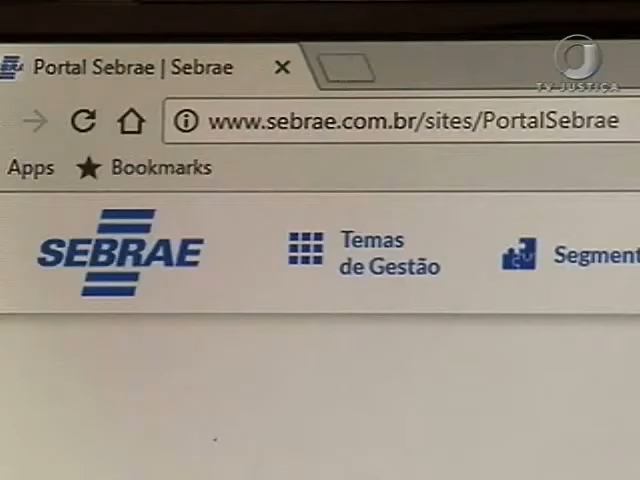 Portal Sebrae | Sebrae
TV JUSTIÇA
www.sebrae.com.br/sites/PortalSebrae
Apps
Bookmarks
SEBRAE
Temas
de Gestão
Segment